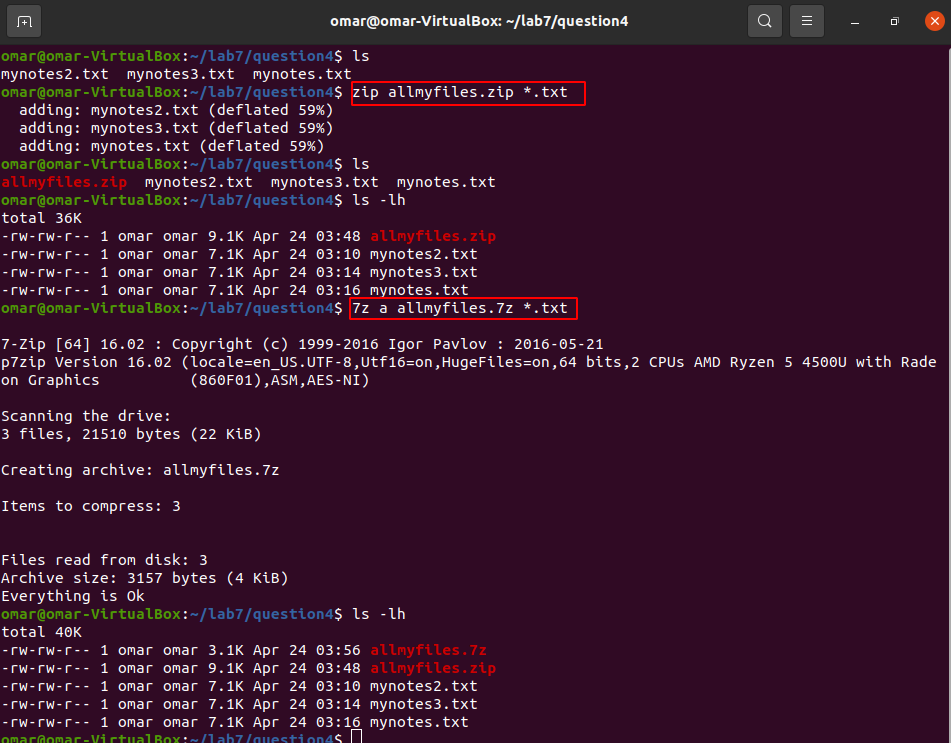 omar@omar-VirtualBox: ~/lab7/question4
omar@omar-VirtualBox:~/lab7/question4$ ls
mynotes2.txt  mynotes3.txt  mynotes.txt
omar@omar-VirtualBox:~/lab7/question4$ zip allmyfiles.zip *.txt
  adding: mynotes2.txt (deflated 59%)
  adding: mynotes3.txt (deflated 59%)
  adding: mynotes.txt (deflated 59%)
omar@omar-VirtualBox:~/lab7/question4$ ls
allmyfiles.zip  mynotes2.txt  mynotes3.txt  mynotes.txt
omar@omar-VirtualBox:~/lab7/question4$ ls -lh
total 36K
-rw-rw-r-- 1 omar omar 9.1K Apr 24 03:48 allmyfiles.zip
-rw-rw-r-- 1 omar omar 7.1K Apr 24 03:10 mynotes2.txt
-rw-rw-r-- 1 omar omar 7.1K Apr 24 03:14 mynotes3.txt
-rw-rw-r-- 1 omar omar 7.1K Apr 24 03:16 mynotes.txt
omar@omar-VirtualBox:~/lab7/question4$ 7z a allmyfiles.7z *.txt
7-Zip [64] 16.02 : Copyright (c) 1999-2016 Igor Pavlov : 2016-05-21
p7zip Version 16.02 (locale=en_US.UTF-8,Utf16=on,HugeFiles=on,64 bits,2 CPUs AMD Ryzen 5 4500U with Rade
on Graphics          (860F01),ASM,AES-NI)
Scanning the drive:
3 files, 21510 bytes (22 KiB)
Creating archive: allmyfiles.7z
Items to compress: 3
Files read from disk: 3
Archive size: 3157 bytes (4 KiB)
Everything is Ok
omar@omar-VirtualBox:~/lab7/question4$ ls -lh
total 40K
-rw-rw-r-- 1 omar omar 3.1K Apr 24 03:56 allmyfiles.7z
-rw-rw-r-- 1 omar omar 9.1K Apr 24 03:48 allmyfiles.zip
-rw-rw-r-- 1 omar omar 7.1K Apr 24 03:10 mynotes2.txt
-rw-rw-r-- 1 omar omar 7.1K Apr 24 03:14 mynotes3.txt
-rw-rw-r-- 1 omar omar 7.1K Apr 24 03:16 mynotes.txt
omar@omar-VirtualBox:~/lab7/question4$